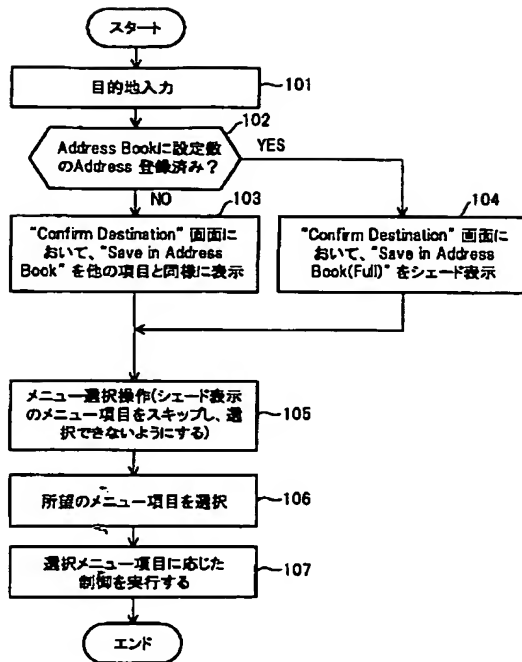 スタート
目的地入力
101
102
Address Bookに設定数
のAddress 登録済み？
YES
NO
103
"Confirm Destination" 画面に
おいて、"Save in Address
Book" を他の項目と同様に表示
104
"Confirm Destination" 画面に
おいて、"Save in Address
Book(Full)" をシェード表示
メニュー選択操作(シェード表示
のメニュー項目をスキップし、選
択できないようにする)
105
所望のメニュー項目を選択
106
選択メニュー項目に応じた
制御を実行する
107
エンド